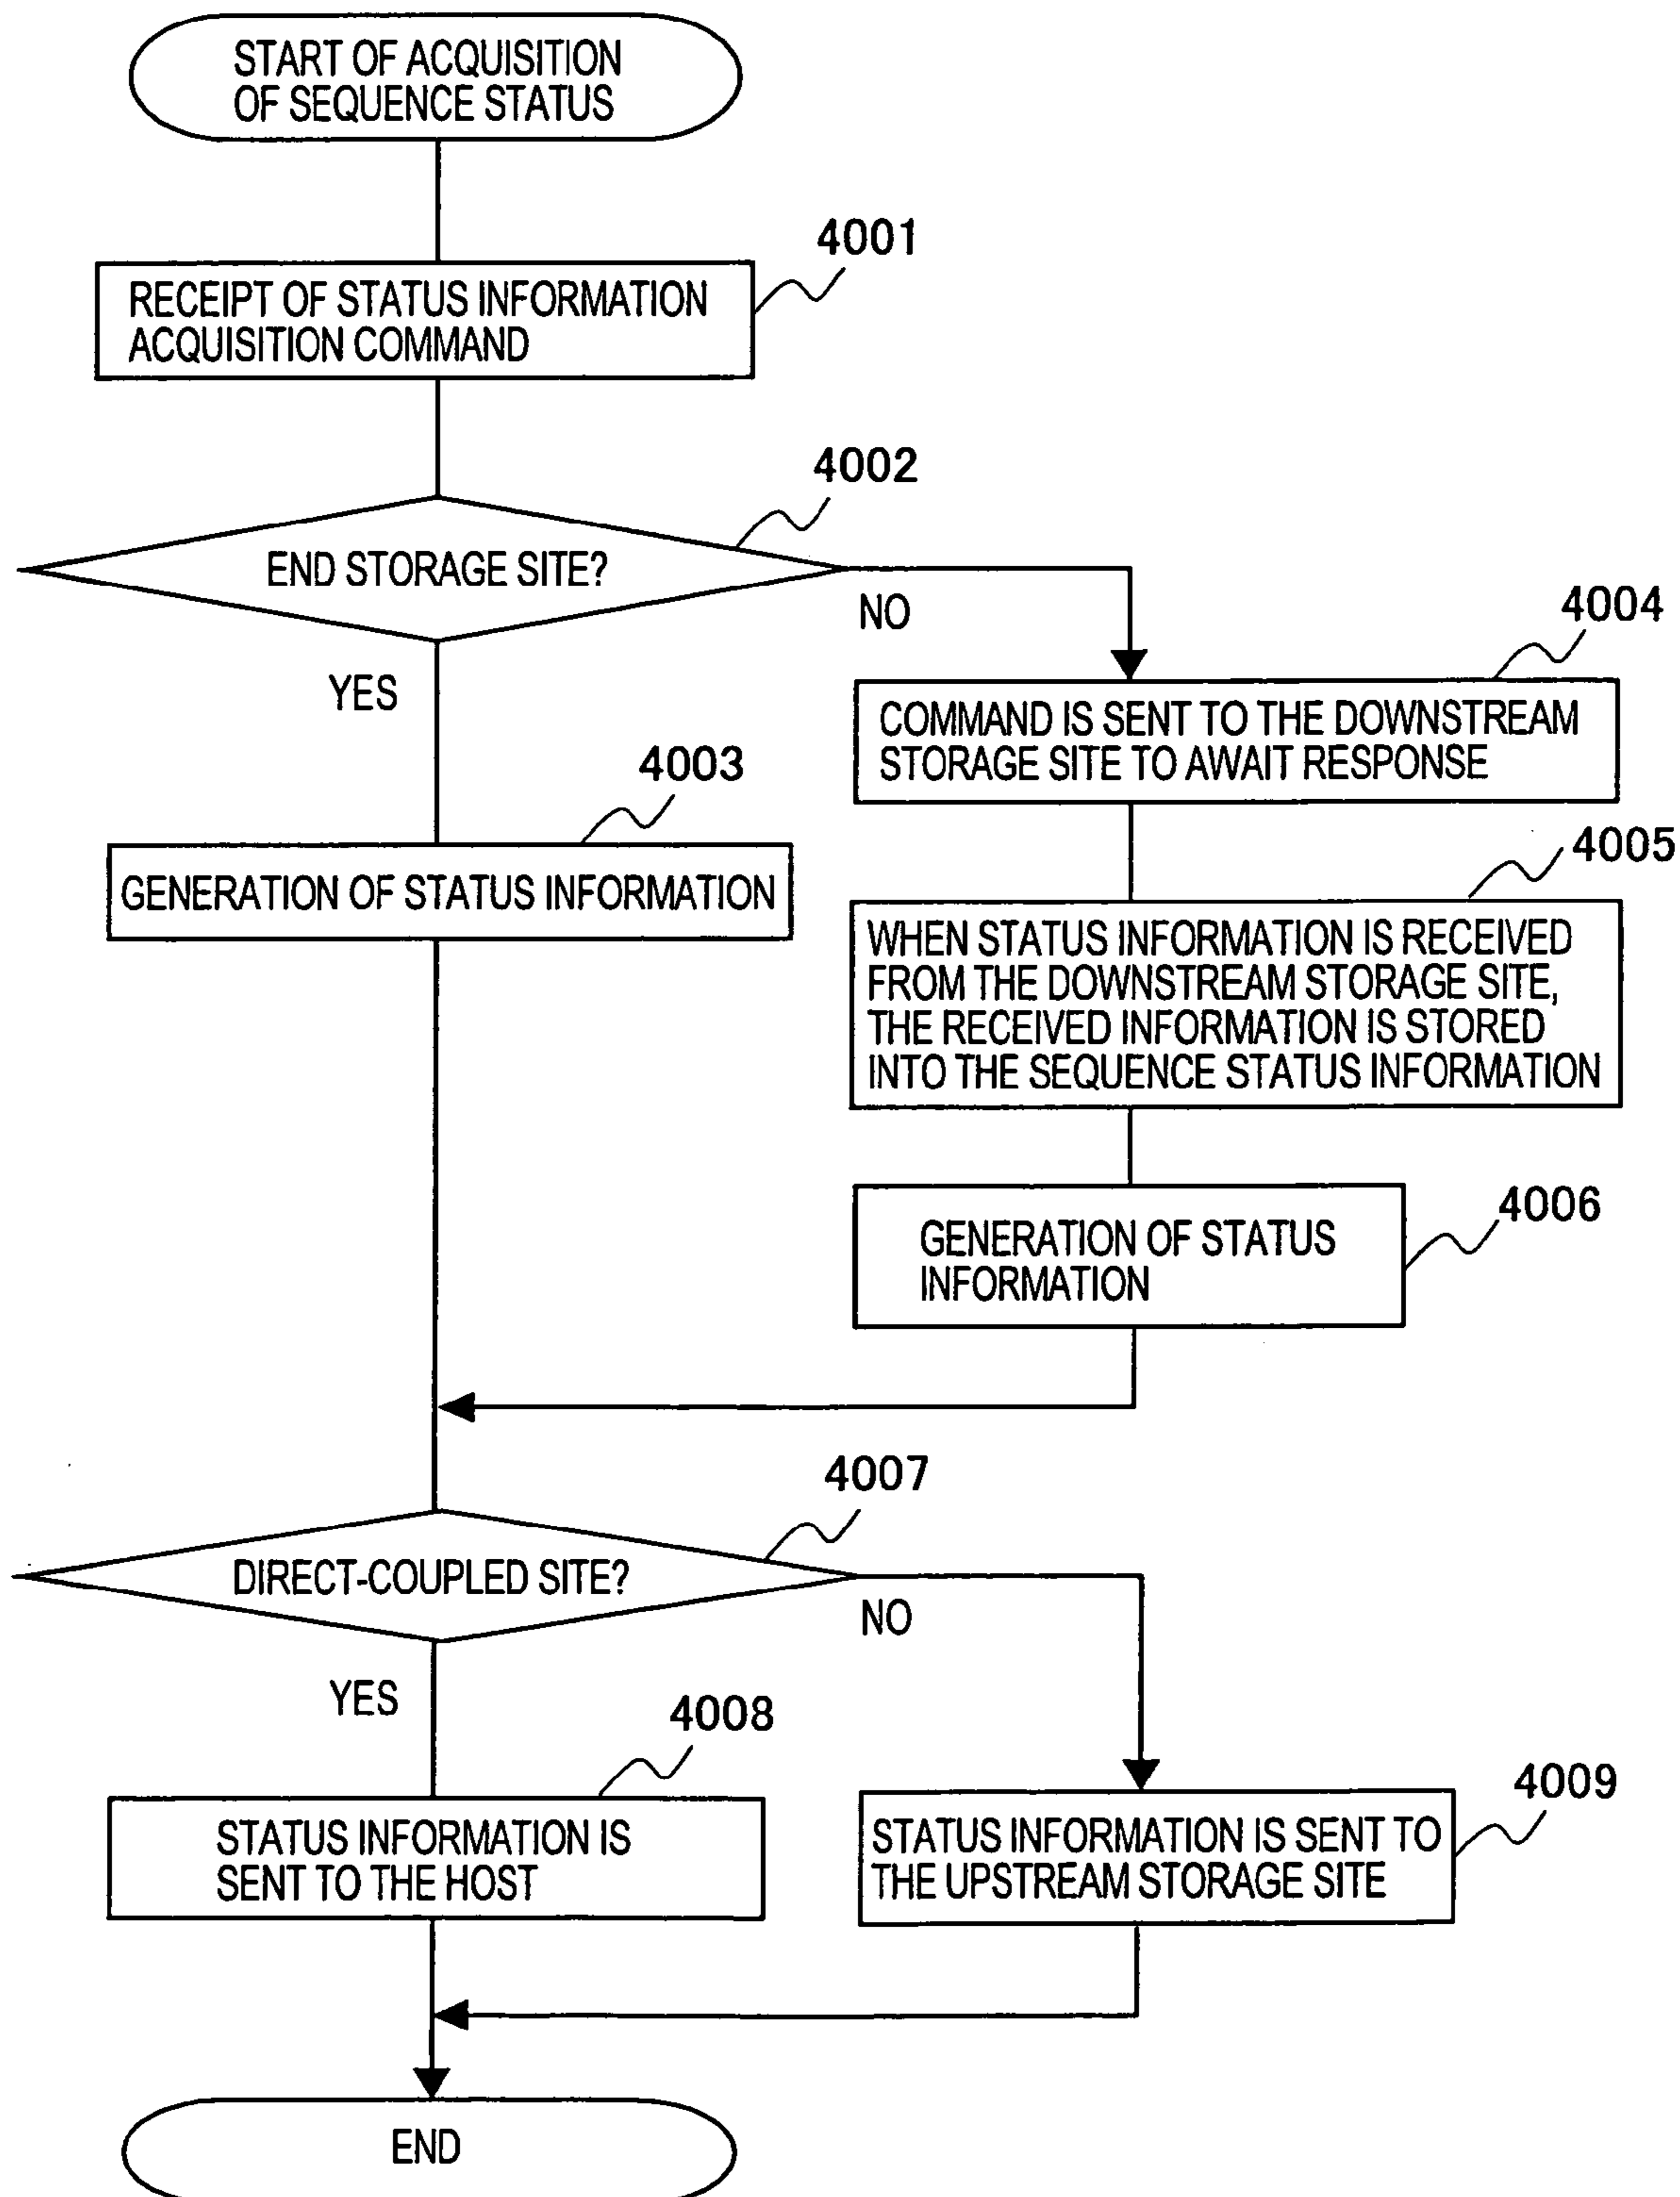 START OF ACQUISITION
OF SEQUENCE STATUS
4001
RECEIPT OF STATUS INFORMATION
ACQUISITION COMMAND
4002
END STORAGE SITE?
NO
YES
4004
COMMAND IS SENT TO THE DOWNSTREAM
STORAGE SITE TO AWAIT RESPONSE
4003
GENERATION OF STATUS INFORMATION
4005
WHEN STATUS INFORMATION IS RECEIVED
FROM THE DOWNSTREAM STORAGE SITE,
THE RECEIVED INFORMATION IS STORED
INTO THE SEQUENCE STATUS INFORMATION
4006
GENERATION OF STATUS
INFORMATION
4007
DIRECT-COUPLED SITE?
NO
YES
4008
STATUS INFORMATION IS
SENT TO THE HOST
4009
STATUS INFORMATION IS SENT TO
THE UPSTREAM STORAGE SITE
END